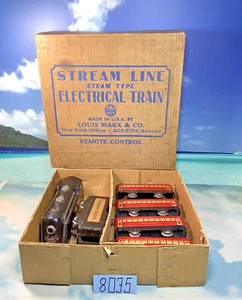 STREAM LINE
STEAM TYPE
ELECTRICAL TRAIN
MADE IN U.S.A. BY
LOUIS MARX & CO.
New York Office - 200 Fifth Avenue
REMOTE CONTROL
8035